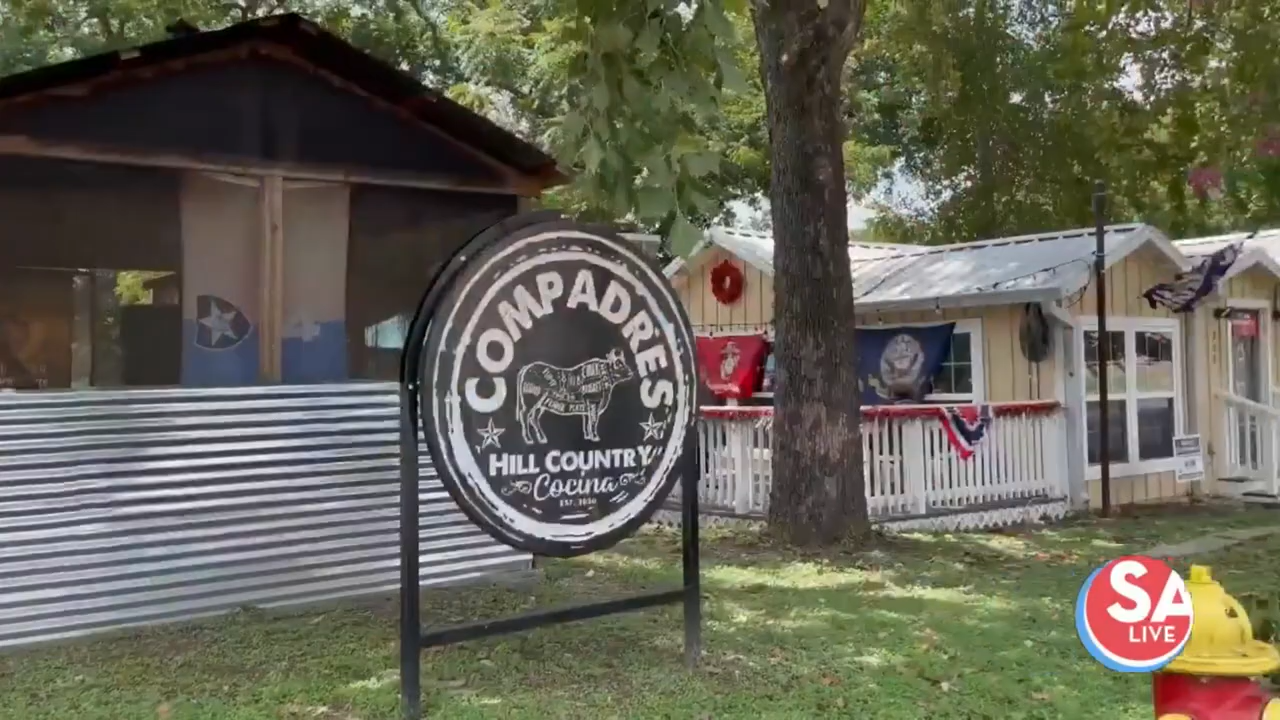 COMPADRES
HILL COUNTRY
Cocina
SA
LIVE